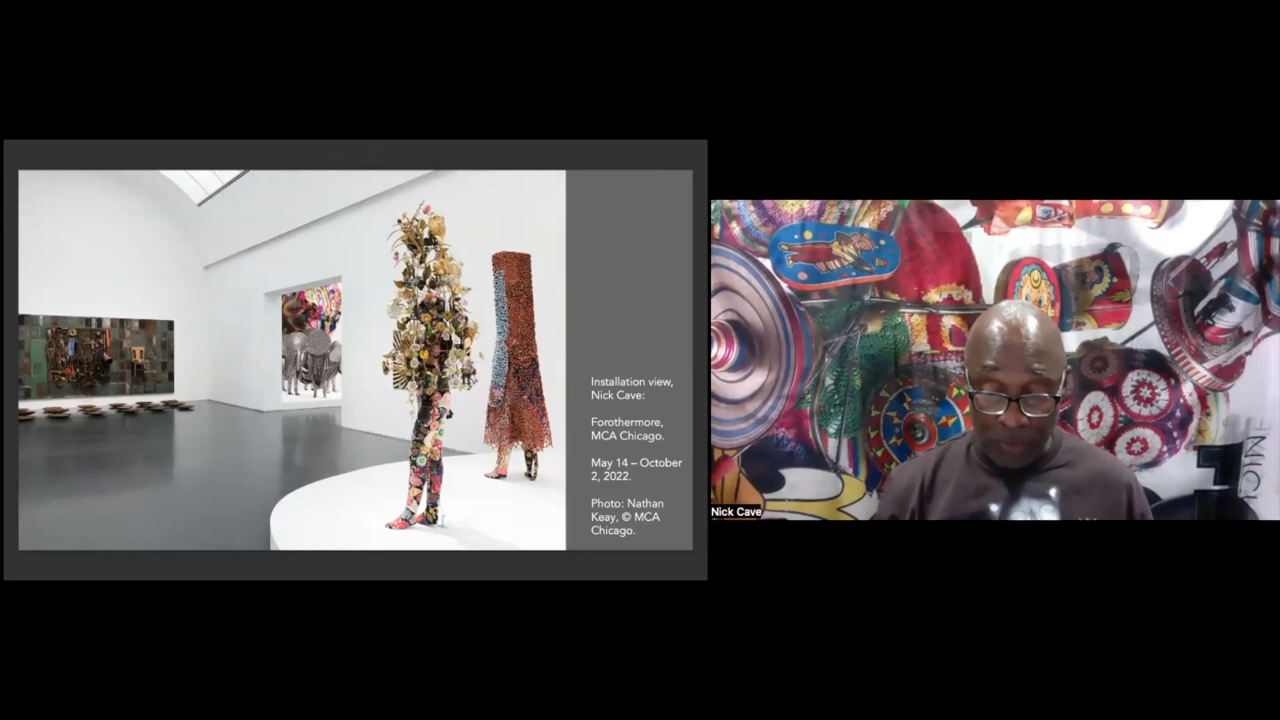 Installation view,
Nick Cave:
Forothermore,
MCA Chicago.
May 14 – October
2, 2022.
Photo: Nathan
Keay, © MCA
Chicago.
Nick Cave